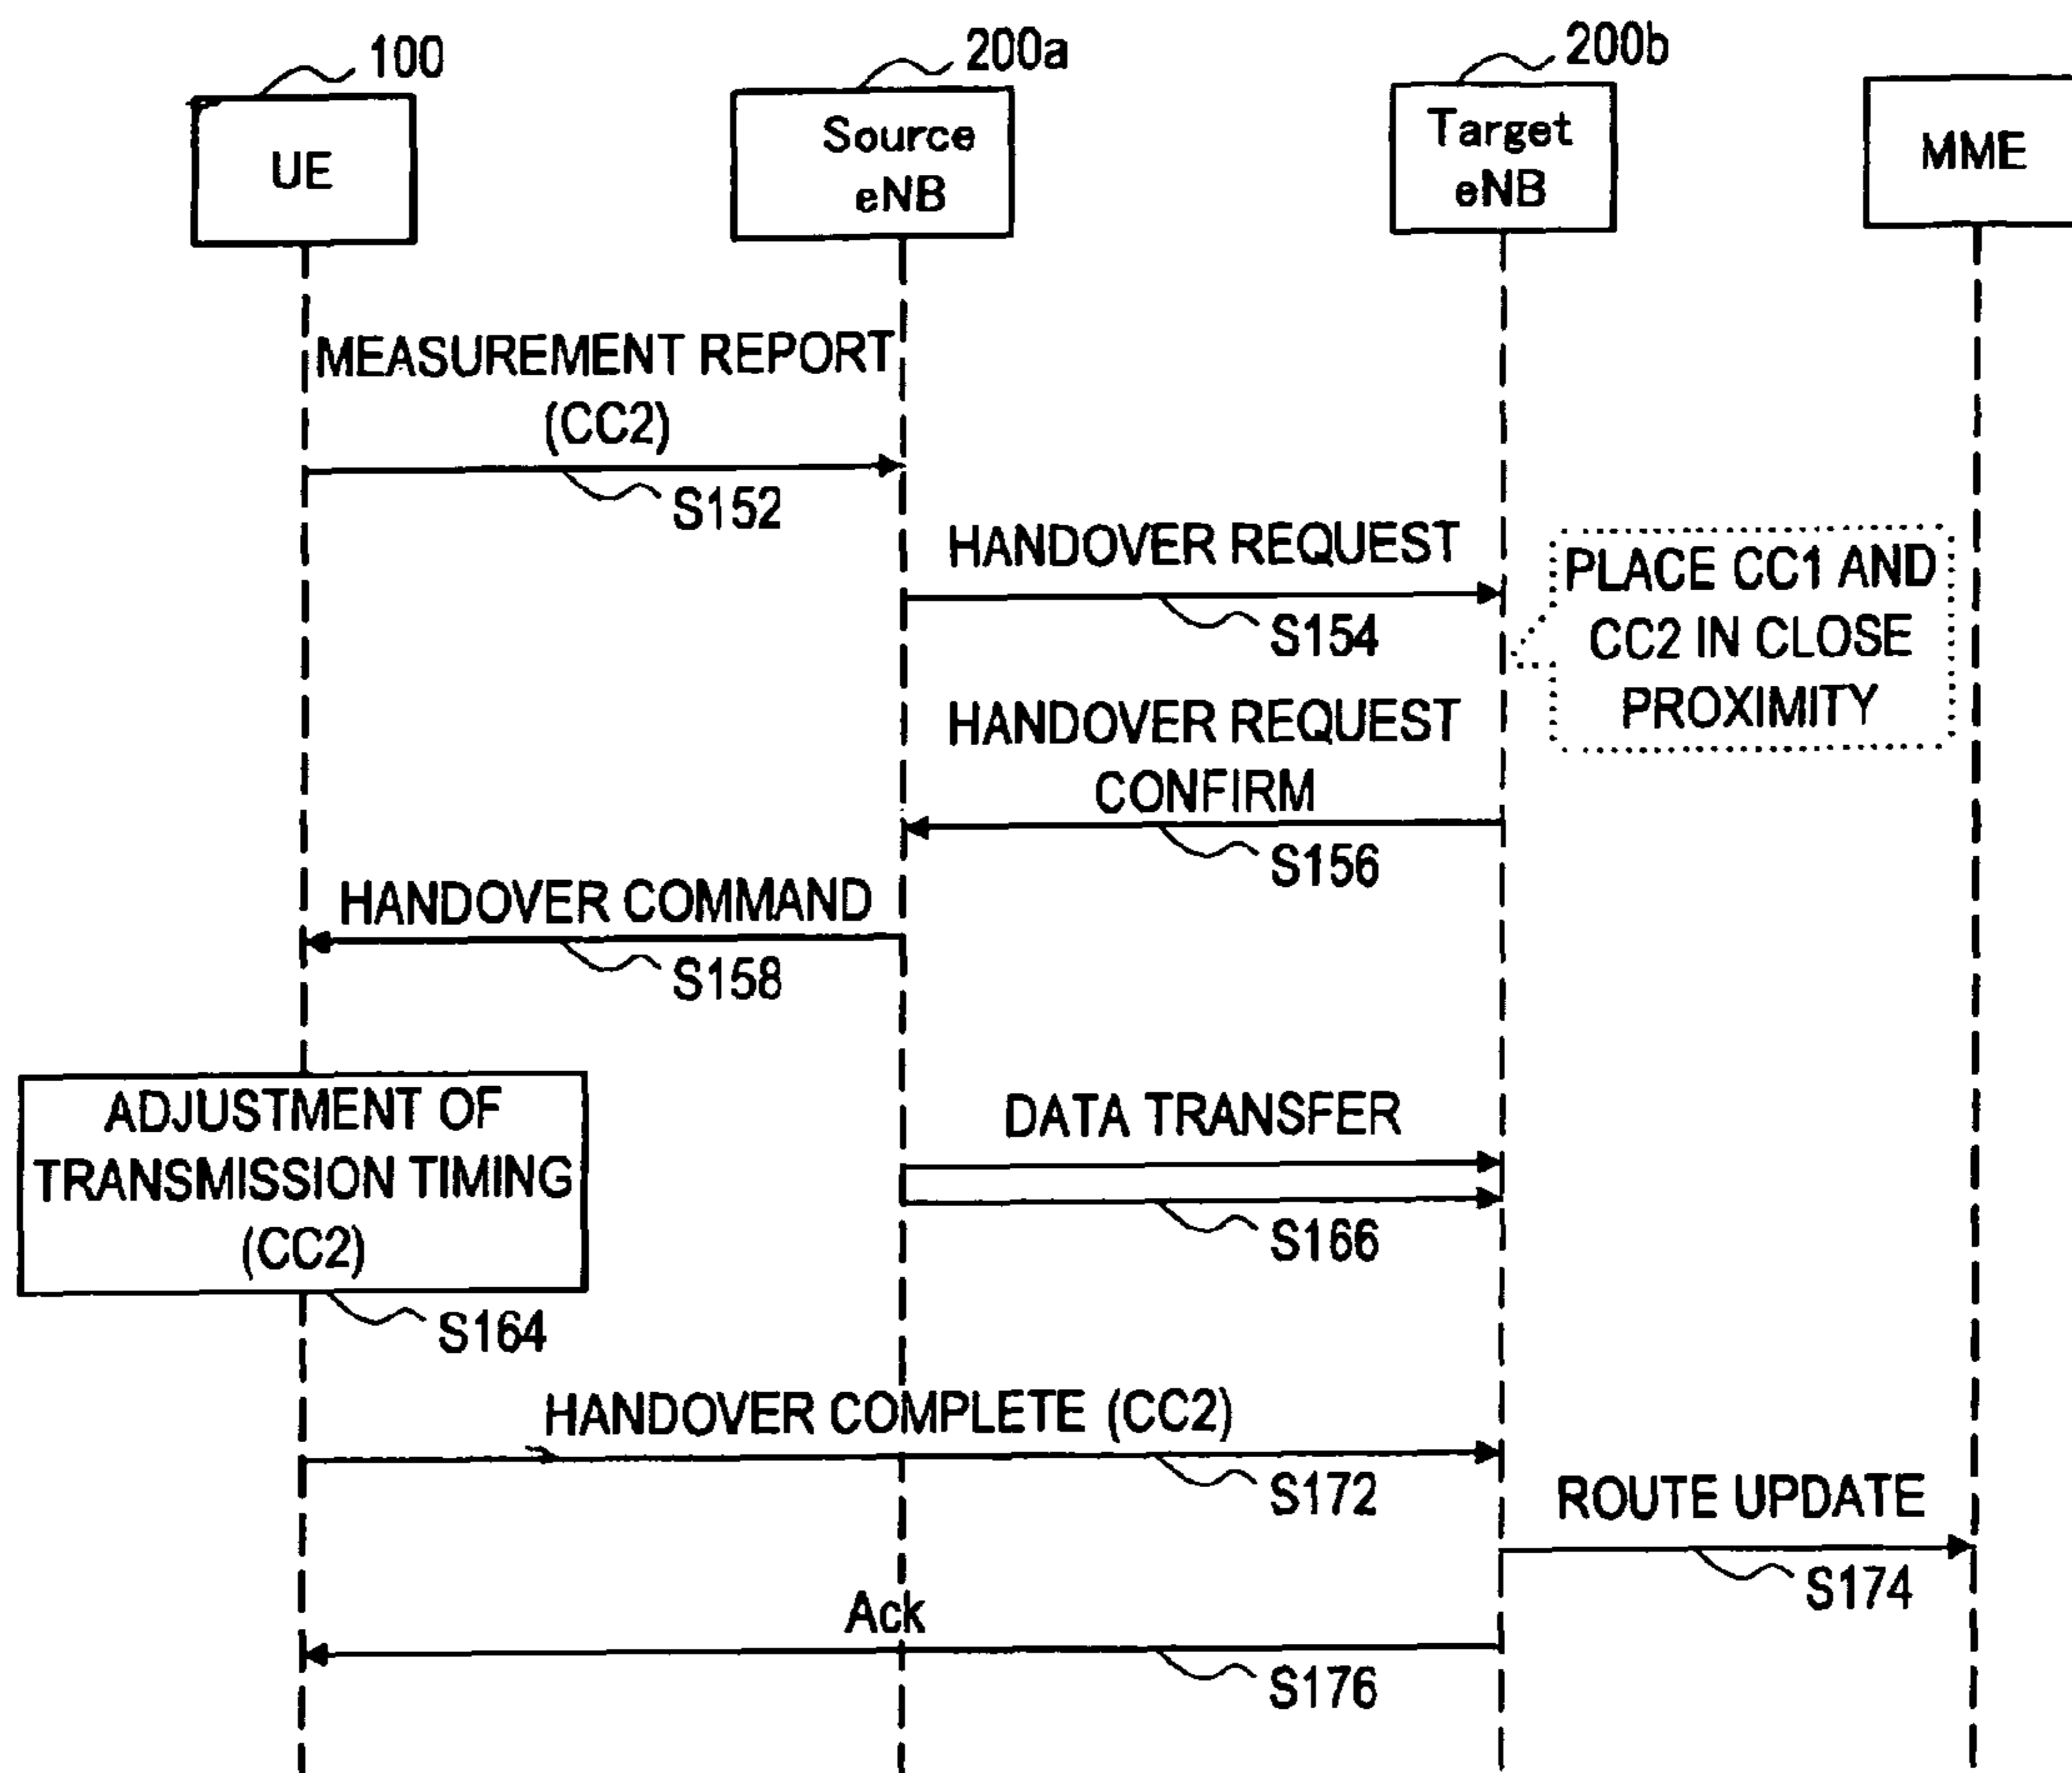 100
200a
200b
UE
Source
eNB
Target
eNB
MME
MEASUREMENT REPORT
(CC2)
S152
HANDOVER REQUEST
S154
PLACE CC1 AND
CC2 IN CLOSE
PROXIMITY
HANDOVER REQUEST
CONFIRM
S156
HANDOVER COMMAND
S158
ADJUSTMENT OF
TRANSMISSION TIMING
(CC2)
S164
DATA TRANSFER
S166
HANDOVER COMPLETE (CC2)
S172
ROUTE UPDATE
S174
Ack
S176